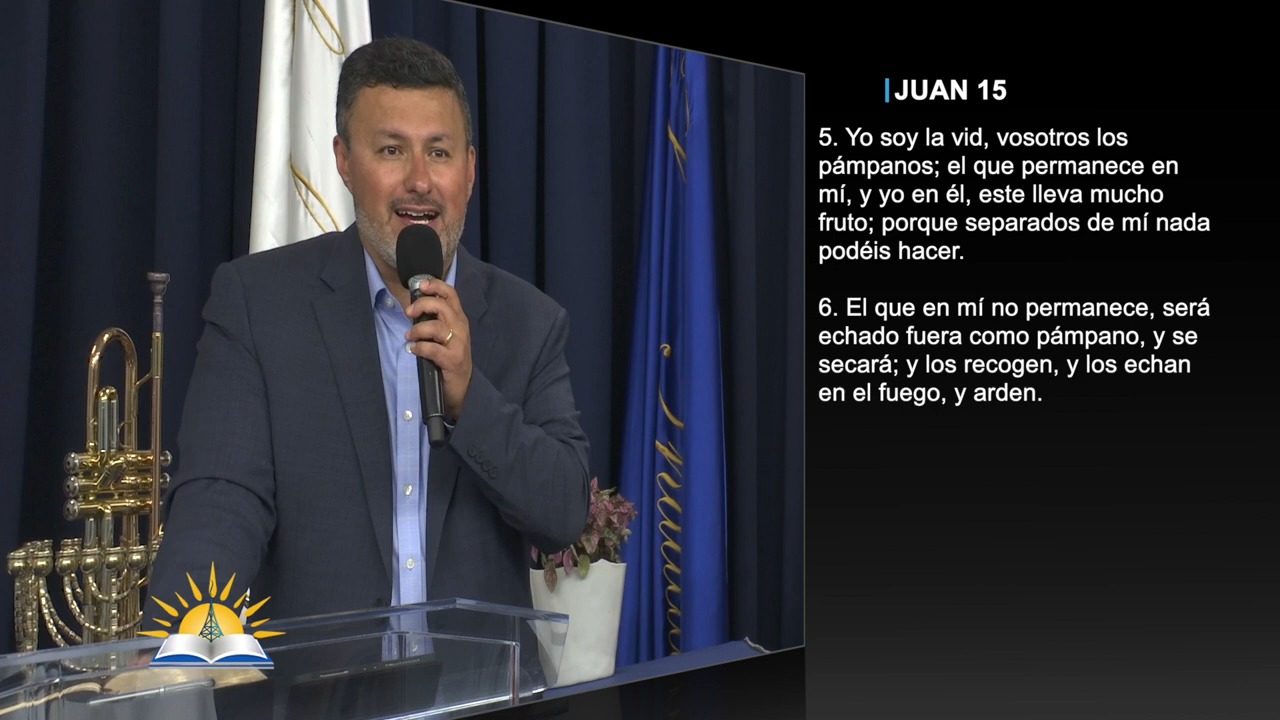 JUAN 15
5. Yo soy la vid, vosotros los
pámpanos; el que permanece en
mí, y yo en él, este lleva mucho
fruto; porque separados de mí nada
podéis hacer.
6. El que en mí no permanece, será
echado fuera como pámpano, y se
secará; y los recogen, y los echan
en el fuego, y arden.